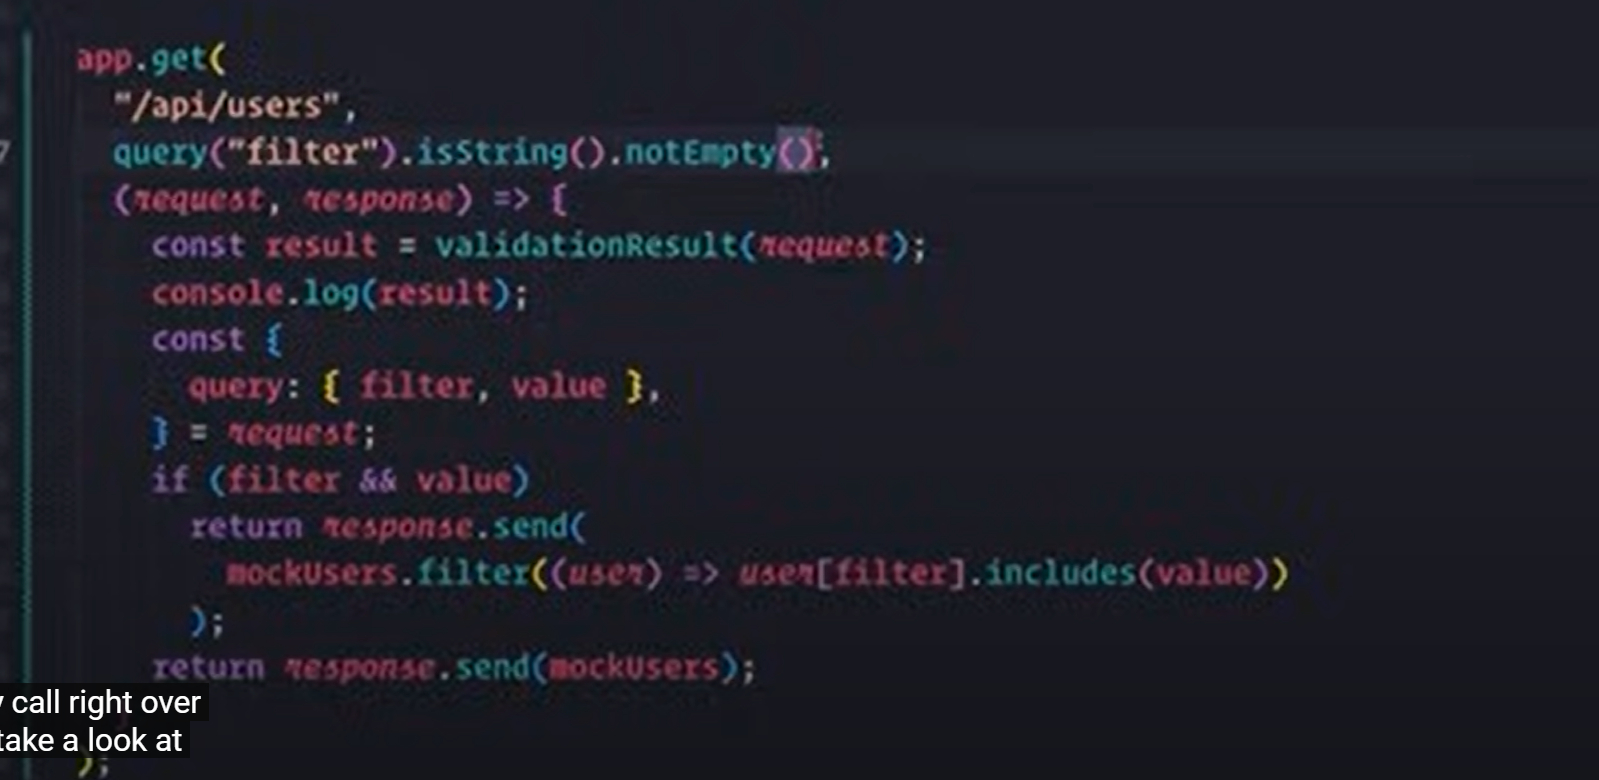 app.get(
"/api/users",
7
query("filter").isString().notEmpty(),
(request, response) => {
const result = validationResult(request);
console.log(result);
const {
query: { filter, value },
} = request;
if (filter && value)
return response.send(
mockUsers.filter((user) => user[filter].includes(value))
);
return response.send(mockUsers);
call right over
take a look at
);